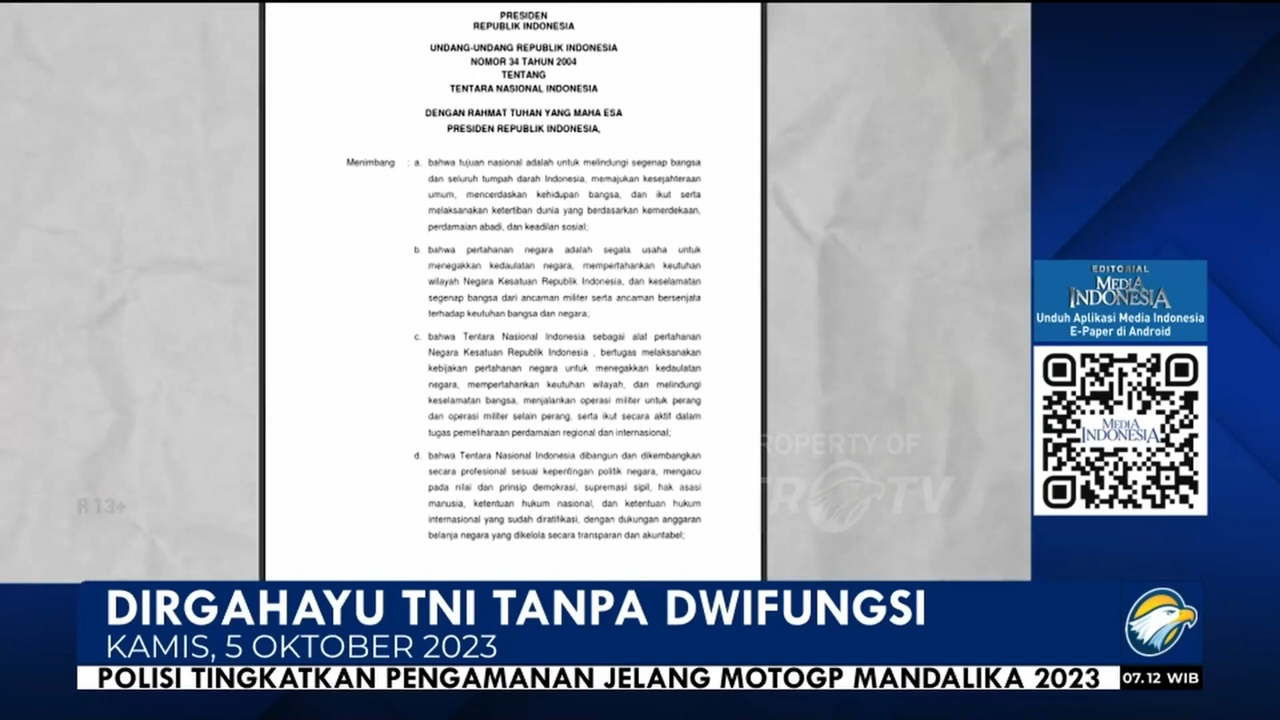 PRESIDEN
REPUBLIK INDONESIA
UNDANG-UNDANG REPUBLIK INDONESIA
NOMOR 34 TAHUN 2004
TENTANG
TENTARA NASIONAL INDONESIA
DENGAN RAHMAT TUHAN YANG MAHA ESA
PRESIDEN REPUBLIK INDONESIA,
Menimbang : a. bahwa tujuan nasional adalah untuk melindungi segenap bangsa
dan seluruh tumpah darah Indonesia, memajukan kesejahteraan
umum, mencerdaskan kehidupan bangsa, dan ikut serta
melaksanakan ketertiban dunia yang berdasarkan kemerdekaan,
perdamaian abadi, dan keadilan sosial;
b. bahwa pertahanan negara adalah segala usaha untuk
menegakkan kedaulatan negara, mempertahankan keutuhan
wilayah Negara Kesatuan Republik Indonesia, dan keselamatan
segenap bangsa dari ancaman militer serta ancaman bersenjata
terhadap keutuhan bangsa dan negara;
c. bahwa Tentara Nasional Indonesia sebagai alat pertahanan
Negara Kesatuan Republik Indonesia , bertugas melaksanakan
kebijakan pertahanan negara untuk menegakkan kedaulatan
negara, mempertahankan keutuhan wilayah, dan melindungi
keselamatan bangsa, menjalankan operasi militer untuk perang
dan operasi militer selain perang, serta ikut secara aktif dalam
tugas pemeliharaan perdamaian regional dan internasional;
d. bahwa Tentara Nasional Indonesia dibangun dan dikembangkan
secara profesional sesuai kepentingan politik negara, mengacu
pada nilai dan prinsip demokrasi, supremasi sipil, hak asasi
manusia, ketentuan hukum nasional, dan ketentuan hukum
internasional yang sudah diratifikasi, dengan dukungan anggaran
belanja negara yang dikelola secara transparan dan akuntabel;
R 13+
ROPERTY OF
TR TV
EDITORIAL
MEDIA
INDONESIA
Unduh Aplikasi Media Indonesia
E-Paper di Android
MEDIA
INDONESIA
DIRGAHAYU TNI TANPA DWIFUNGSI
KAMIS, 5 OKTOBER 2023
POLISI TINGKATKAN PENGAMANAN JELANG MOTOGP MANDALIKA 2023
07.12 WIB